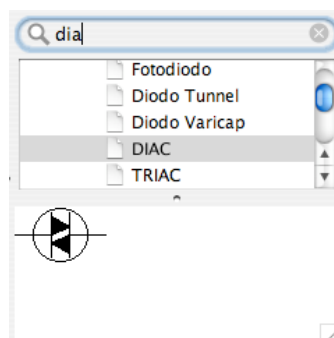 dia
Fotodiodo
Diodo Tunnel
Diodo Varicap
DIAC
TRIAC